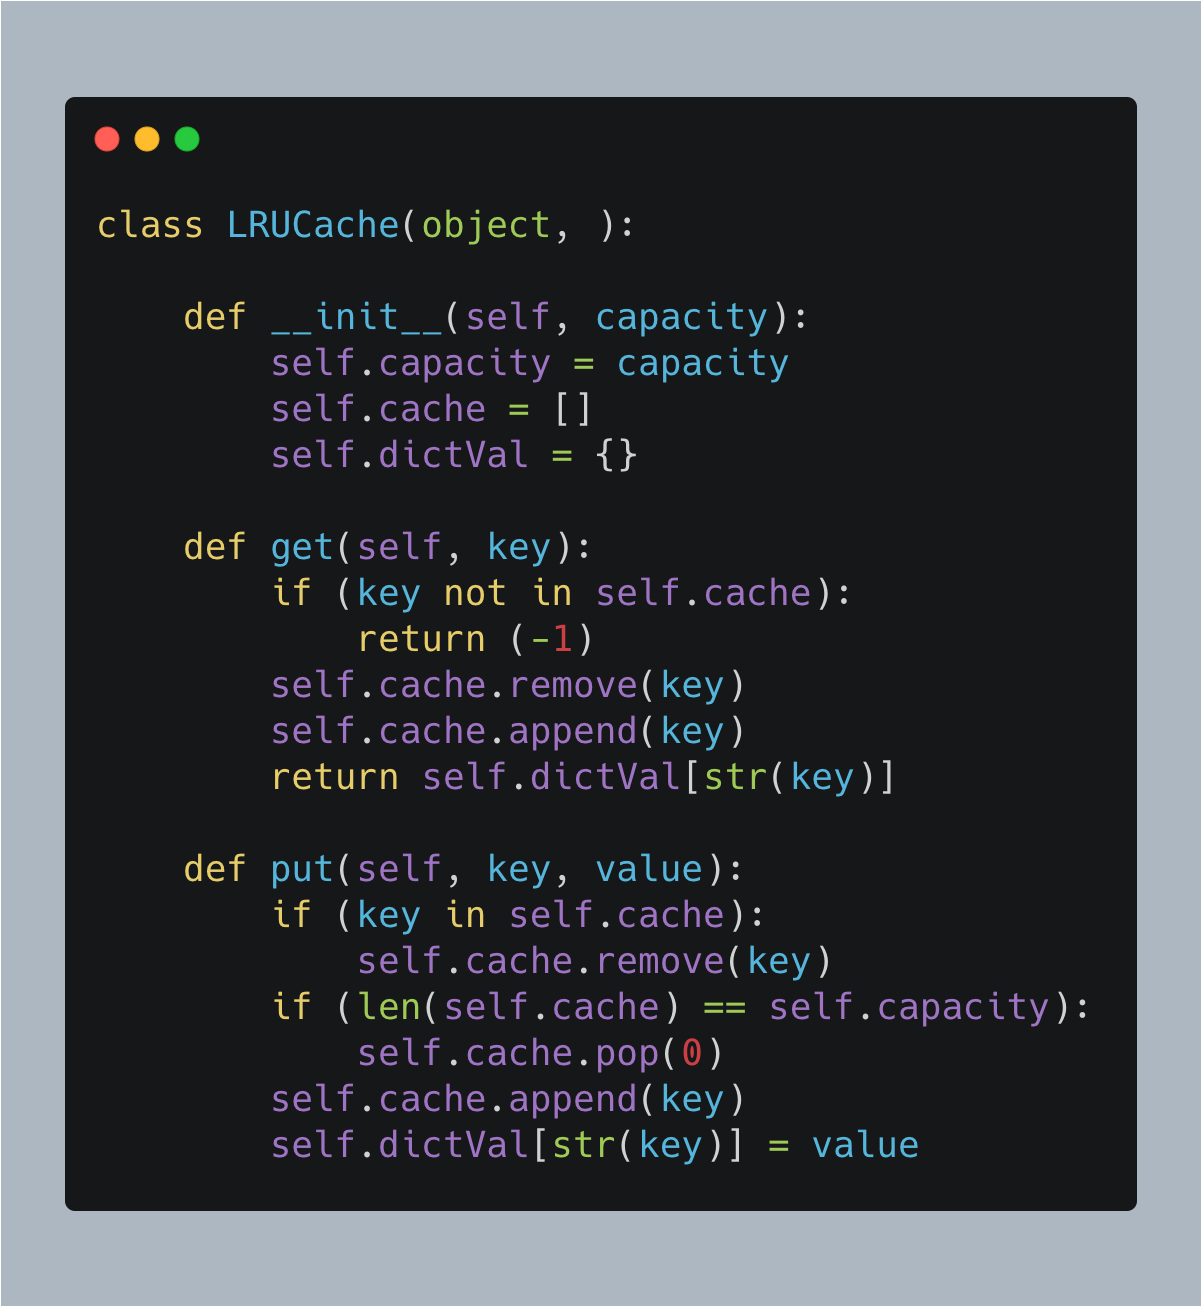 class LRUCache(object, ):
    def __init__(self, capacity):
        self.capacity = capacity
        self.cache = []
        self.dictVal = {}
    def get(self, key):
        if (key not in self.cache):
            return (-1)
        self.cache.remove(key)
        self.cache.append(key)
        return self.dictVal[str(key)]
    def put(self, key, value):
        if (key in self.cache):
            self.cache.remove(key)
        if (len(self.cache) == self.capacity):
            self.cache.pop(0)
        self.cache.append(key)
        self.dictVal[str(key)] = value